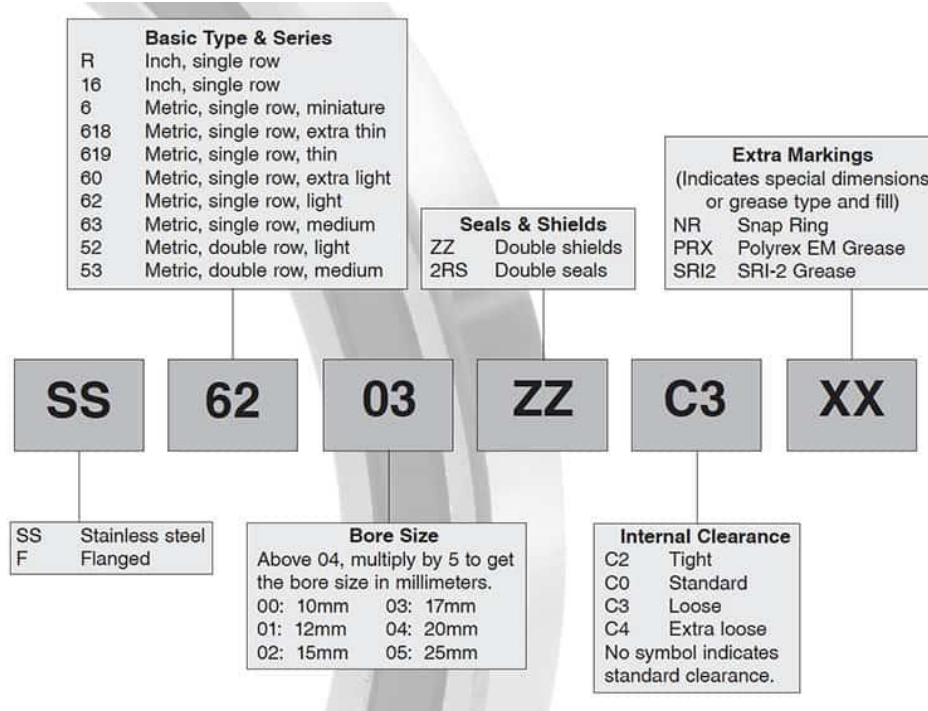 Basic Type & Series
R Inch, single row
16 Inch, single row
6 Metric, single row, miniature
618 Metric, single row, extra thin
619 Metric, single row, thin
60 Metric, single row, extra light
62 Metric, single row, light
63 Metric, single row, medium
52 Metric, double row, light
53 Metric, double row, medium
Seals & Shields
ZZ Double shields
2RS Double seals
Extra Markings
(Indicates special dimensions
or grease type and fill)
NR Snap Ring
PRX Polyrex EM Grease
SRI2 SRI-2 Grease
SS 62 03 ZZ C3 XX
SS Stainless steel
F Flanged
Bore Size
Above 04, multiply by 5 to get
the bore size in millimeters.
00: 10mm 03: 17mm
01: 12mm 04: 20mm
02: 15mm 05: 25mm
Internal Clearance
C2 Tight
C0 Standard
C3 Loose
C4 Extra loose
No symbol indicates
standard clearance.